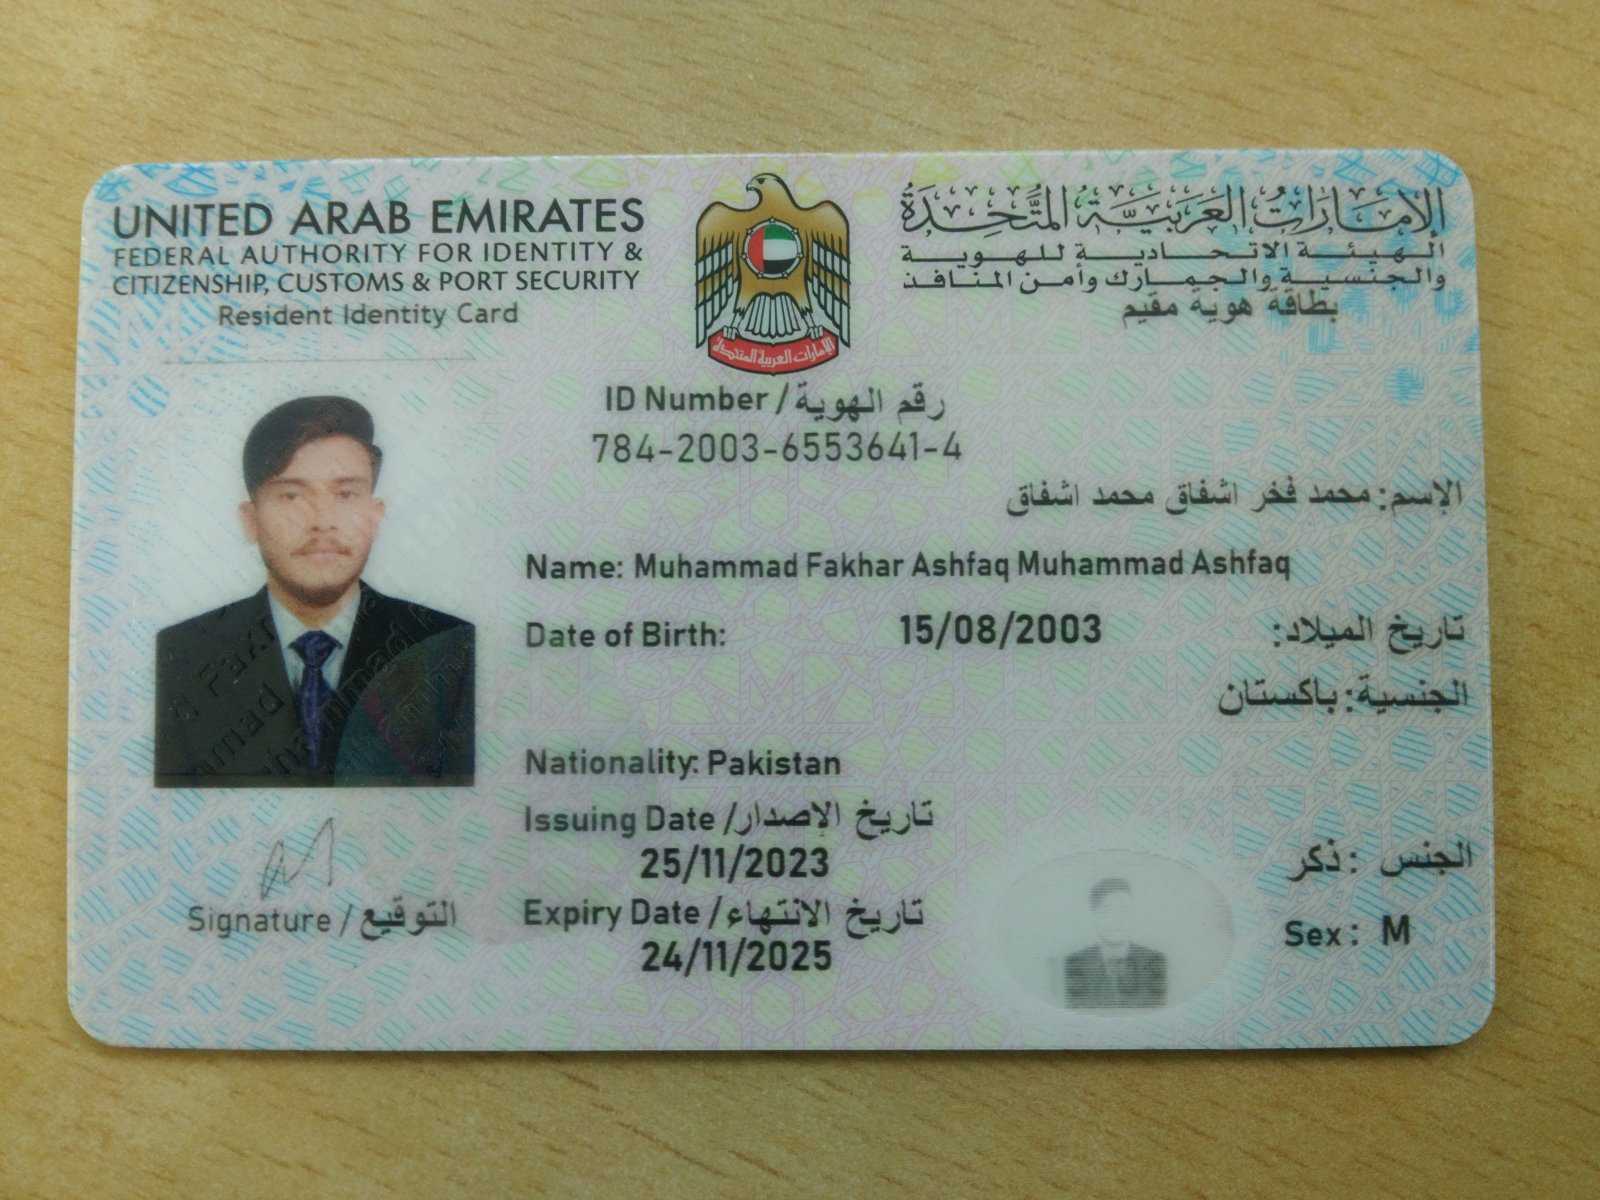 UNITED ARAB EMIRATES
FEDERAL AUTHORITY FOR IDENTITY &
CITIZENSHIP, CUSTOMS & PORT SECURITY
Resident Identity Card
الإمارات العربية المتحدة
الهيئة الاتحادية للهوية
والجنسية والجمارك وأمن المنافذ
بطاقة هوية مقيم
الإمارات العربية المتحدة
ID Number / رقم الهوية
784-2003-6553641-4
الإسم: محمد فخر اشفاق محمد اشفاق
Name: Muhammad Fakhar Ashfaq Muhammad Ashfaq
Date of Birth: 15/08/2003 تاريخ الميلاد:
الجنسية: باكستان
Nationality: Pakistan
Issuing Date / تاريخ الإصدار
25/11/2023
Expiry Date / تاريخ الانتهاء
24/11/2025
الجنس : ذكر
Sex : M
Signature / التوقيع